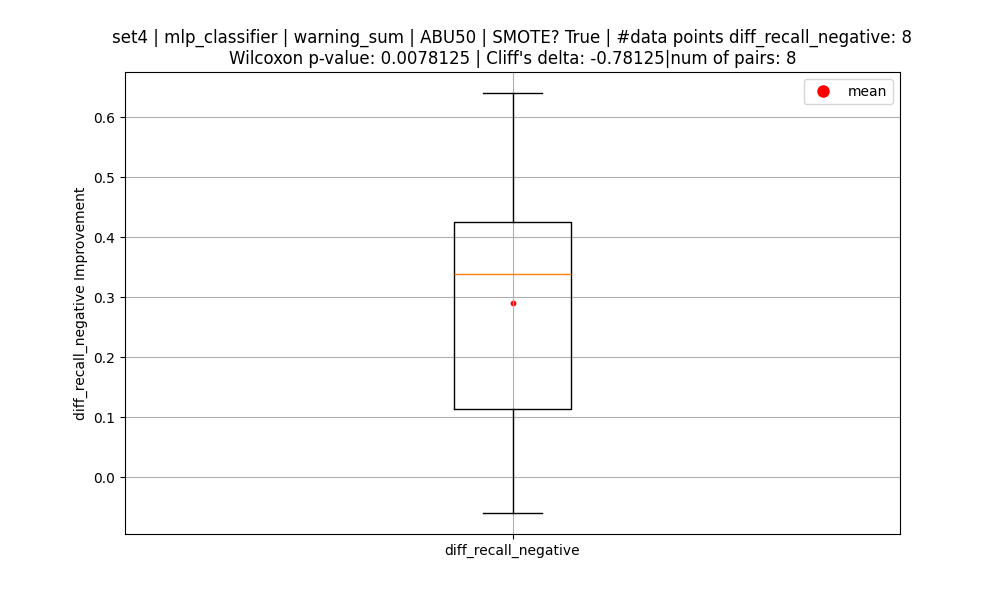 set4 | mlp_classifier | warning_sum | ABU50 | SMOTE? True | #data points diff_recall_negative: 8
Wilcoxon p-value: 0.0078125 | Cliff's delta: -0.78125|num of pairs: 8
mean
0.6
0.5
0.4
0.3
0.2
0.1
0.0
diff_recall_negative Improvement
diff_recall_negative